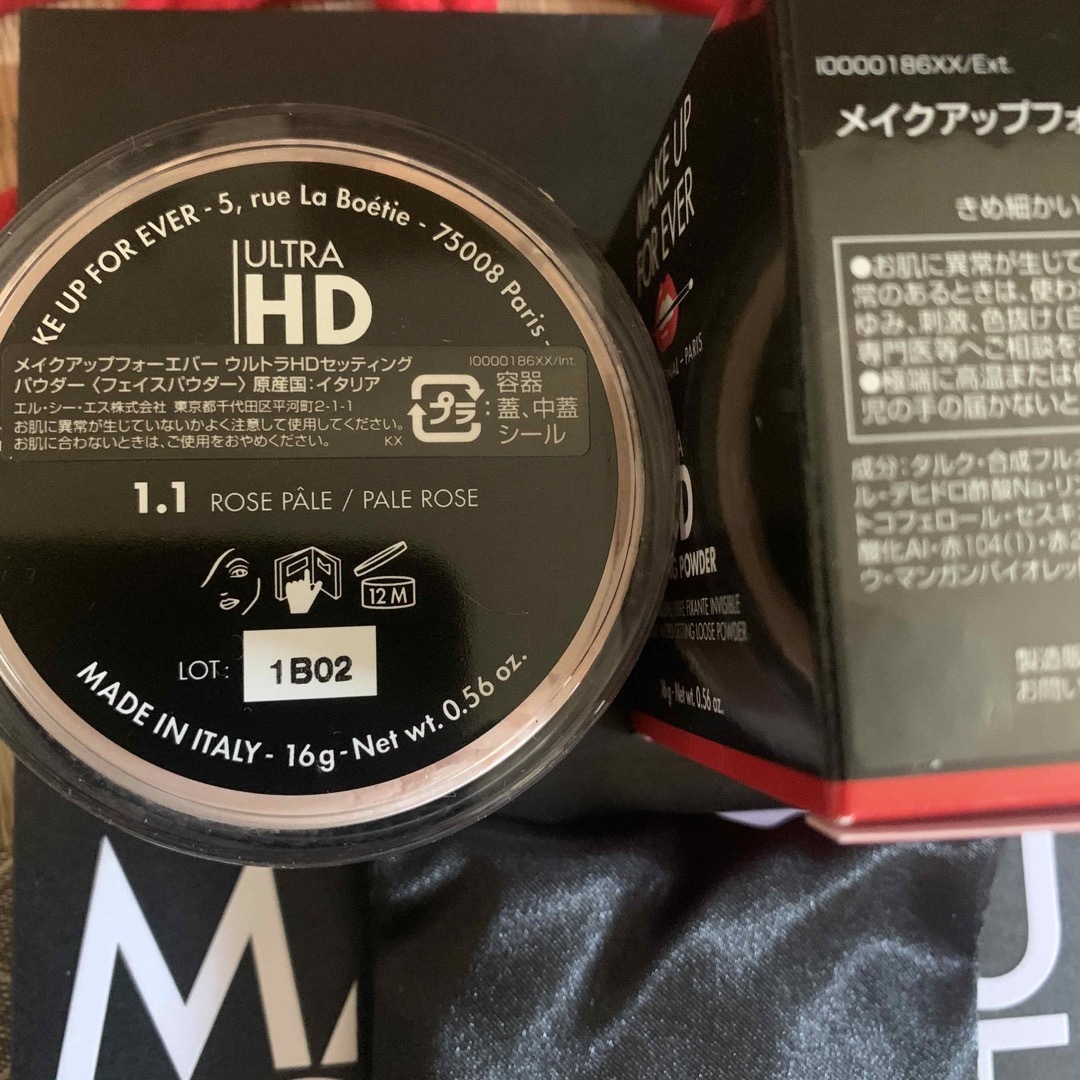 KE UP FOR EVER - 5, rue La Boétie - 75008 Paris -
ULTRA
HD
メイクアップフォーエバー ウルトラHDセッティング
I0000186XX/Int.
パウダー〈フェイスパウダー〉原産国:イタリア
エル・シー・エス株式会社 東京都千代田区平河町2-1-1
お肌に異常が生じていないかよく注意して使用してください。
お肌に合わないときは、ご使用をおやめください。
KX
プラ
容器
:蓋、中蓋
シール
1.1 ROSE PÂLE / PALE ROSE
12 M
LOT: 1B02
MADE IN ITALY - 16g - Net wt. 0.56 oz.
MAKE UP
FOR EVER
- PARIS
D
POWDER
FIXANTE INVISIBLE
SETTING LOOSE POWDER
16g - Net wt. 0.56 oz.
I0000186XX/Ext.
メイクアップフォ
きめ細かい
●お肌に異常が生じて
常のあるときは、使わ
ゆみ、刺激、色抜け(白
専門医等へご相談を
●極端に高温または
児の手の届かないと
成分:タルク・合成フル
ル・デヒドロ酢酸Na・リン
トコフェロール・セスキ
酸化Al・赤104(1)・赤2
ウ・マンガンバイオレッ
製造販
お問い
MA
U